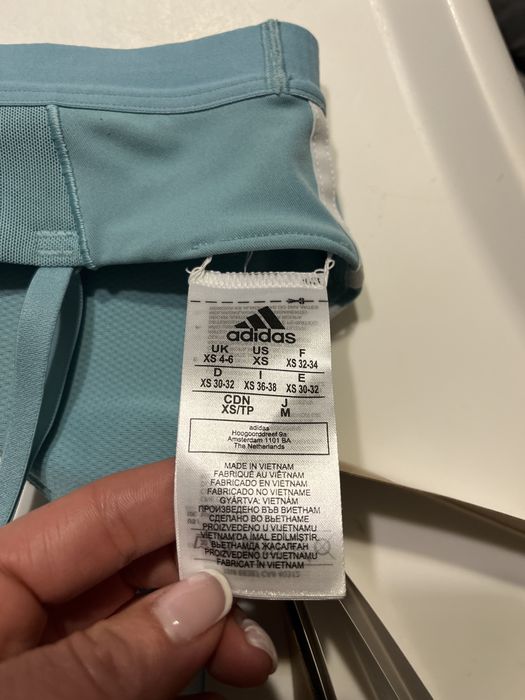 adidas
UK US F
XS 4-6 XS XS 32-34
D I E
XS 30-32 XS 36-38 XS 30-32
CDN J
XS/TP M
adidas
Hoogoorddreef 9a
Amsterdam 1101 BA
The Netherlands
MADE IN VIETNAM
FABRIQUÉ AU VIÊTNAM
FABRICADO EN VIETNAM
FABRICADO NO VIETNAME
GYÁRTVA: VIETNÁM
ПРОИЗВЕДЕНО ВЪВ ВИЕТНАМ
СДЕЛАНО ВО ВЬЕТНАМЕ
PROIZVEDENO U VIJETNAMU
VIETNAM'DA İMAL EDİLMİŞTİR.
ВЬЕТНАМДА ЖАСАЛҒАН
PROIZVEDENO U VIJETNAMU
FABRICAT ÎN VIETNAM